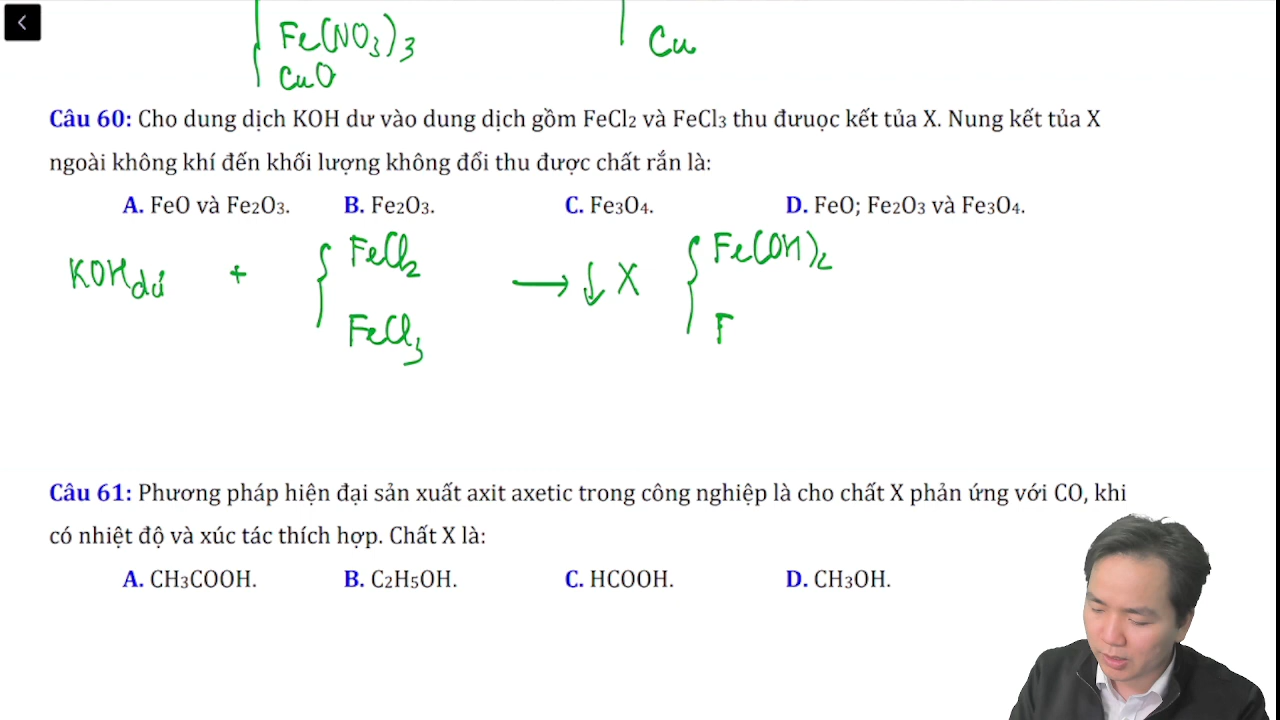 Fe(NO3)3
CuO
Cu
Câu 60: Cho dung dịch KOH dư vào dung dịch gồm FeCl2 và FeCl3 thu đưuọc kết tủa X. Nung kết tủa X
ngoài không khí đến khối lượng không đổi thu được chất rắn là:
A. FeO và Fe2O3. B. Fe2O3. C. Fe3O4. D. FeO; Fe2O3 và Fe3O4.
KOH dư + { FeCl2 → ↓ X { Fe(OH)2
FeCl3 F
Câu 61: Phương pháp hiện đại sản xuất axit axetic trong công nghiệp là cho chất X phản ứng với CO, khi
có nhiệt độ và xúc tác thích hợp. Chất X là:
A. CH3COOH. B. C2H5OH. C. HCOOH. D. CH3OH.